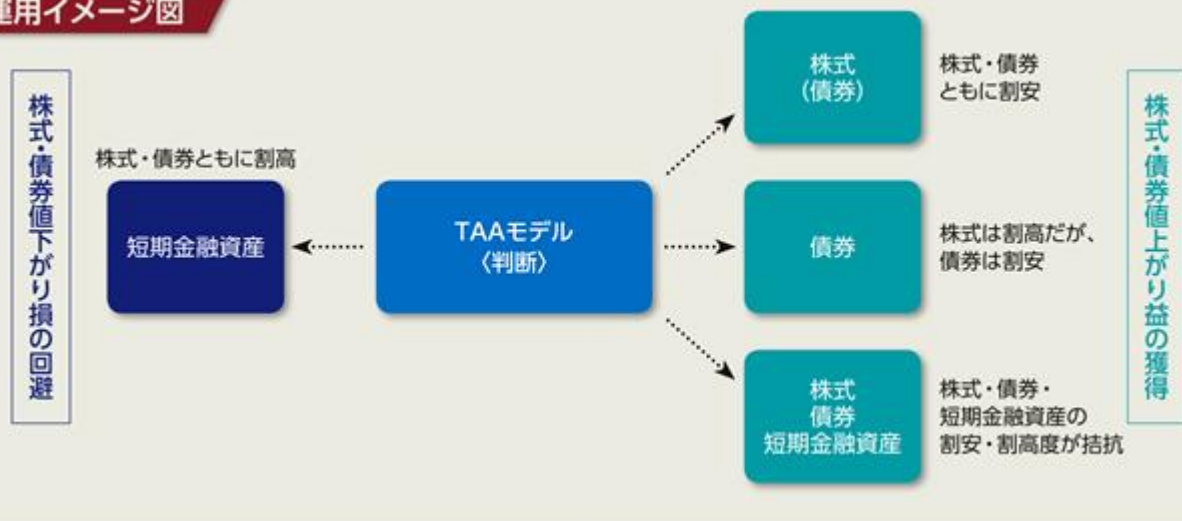 運用イメージ図
株式・債券値下がり損の回避
株式・債券ともに割高
短期金融資産
TAAモデル
〈判断〉
株式
(債券)
株式・債券
ともに割安
債券
株式は割高だが、
債券は割安
株式
債券
短期金融資産
株式・債券・
短期金融資産の
割安・割高度が拮抗
株式・債券値上がり益の獲得